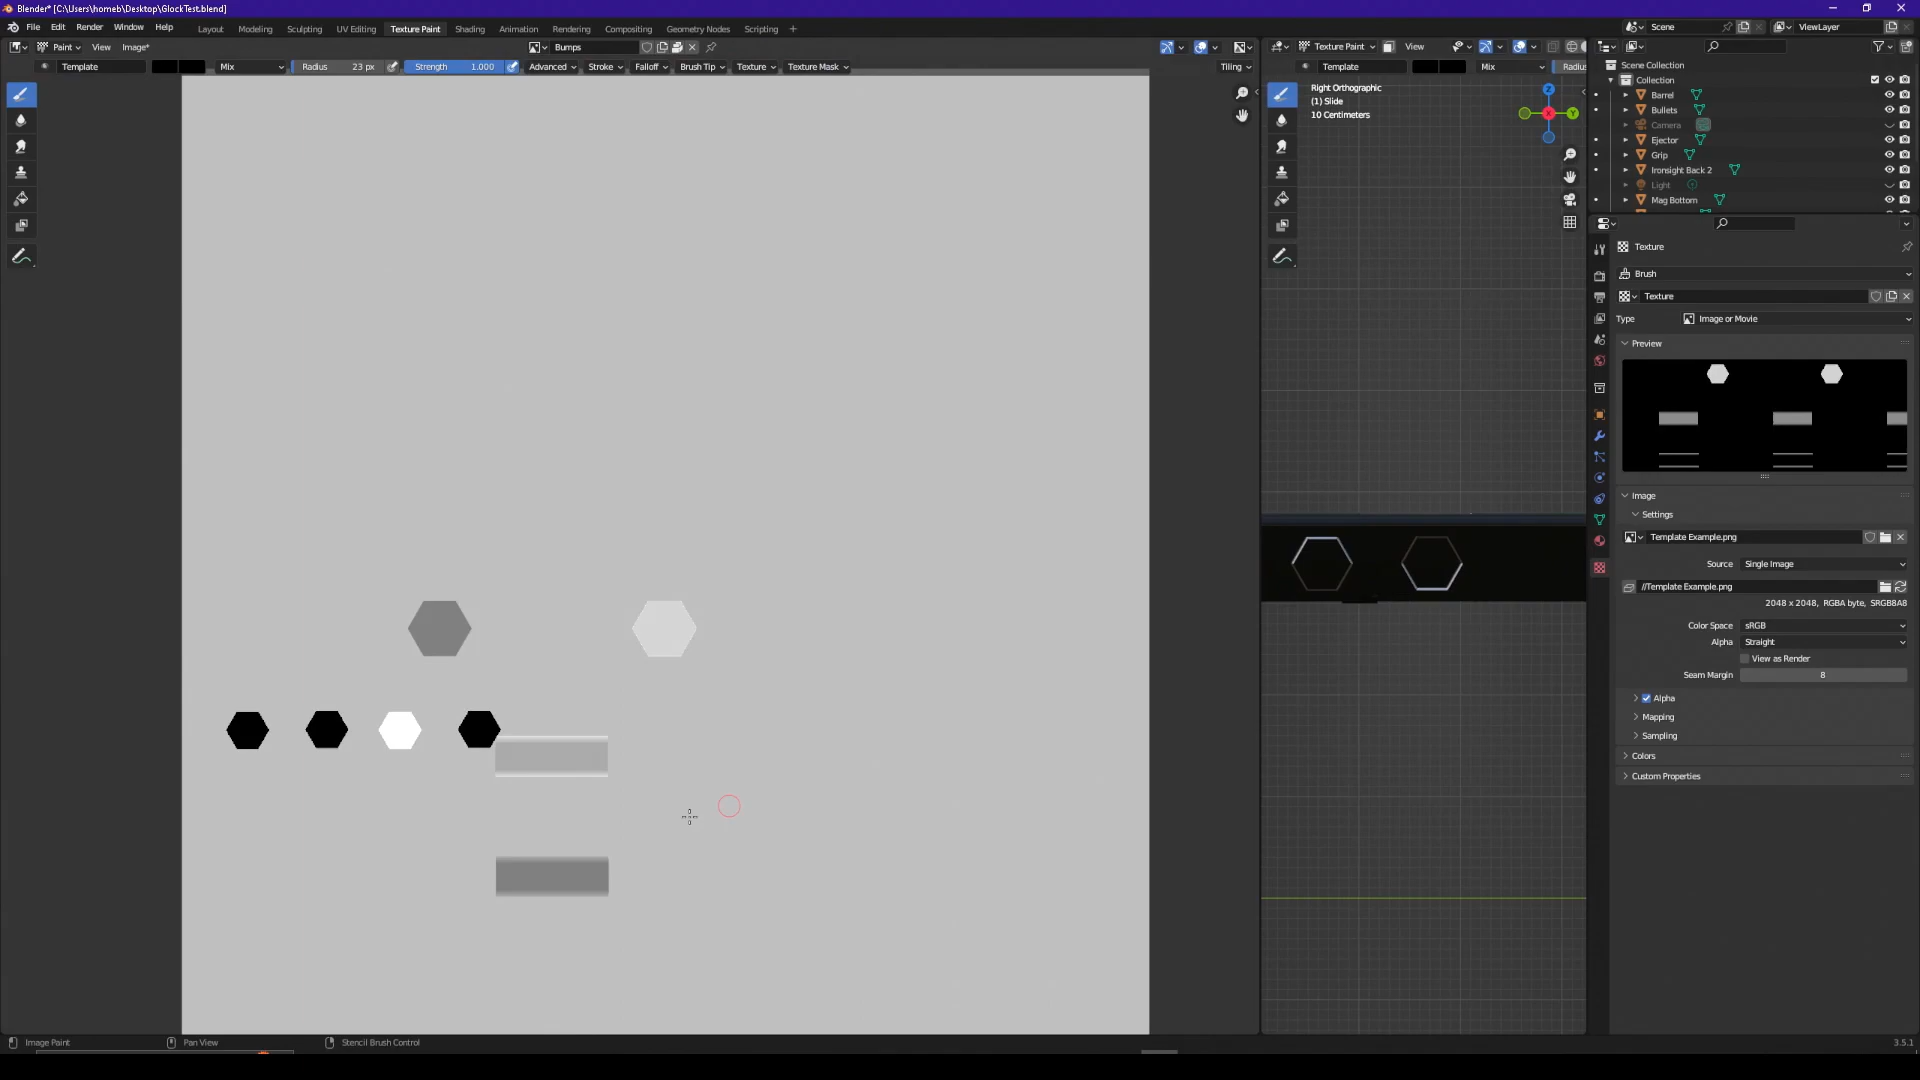 Blender* [C:\Users\homeb\Desktop\GlockTest.blend]
File Edit Render Window Help
Layout Modeling Sculpting UV Editing Texture Paint Shading Animation Rendering Compositing Geometry Nodes Scripting +
Scene ViewLayer
Paint View Image* Bumps
Texture Paint View
Template Mix Radius 23 px Strength 1.000 Advanced Stroke Falloff Brush Tip Texture Texture Mask Tiling
Template Mix Radius
Right Orthographic
(1) Slide
10 Centimeters
Z
Y
X
Scene Collection
Collection
Barrel
Bullets
Camera
Ejector
Grip
Ironsight Back 2
Light
Mag Bottom
Texture
Brush
Texture
Type Image or Movie
Preview
Image
Settings
Template Example.png
Source Single Image
//Template Example.png
2048 x 2048, RGBA byte, SRGB8A8
Color Space sRGB
Alpha Straight
View as Render
Seam Margin 8
Alpha
Mapping
Sampling
Colors
Custom Properties
Image Paint Pan View Stencil Brush Control 3.5.1